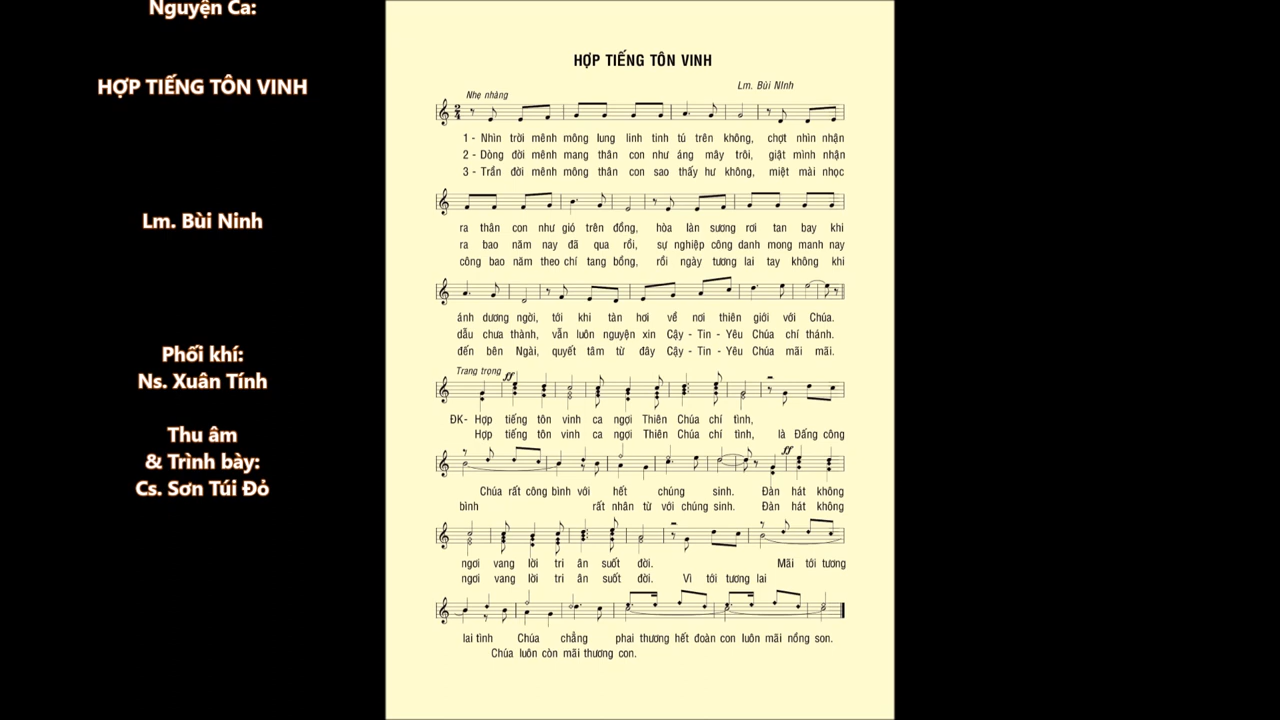 Nguyện Ca:
HỢP TIẾNG TÔN VINH
Lm. Bùi Ninh
Phối khí:
Ns. Xuân Tính
Thu âm
& Trình bày:
Cs. Sơn Túi Đỏ
HỢP TIẾNG TÔN VINH
Lm. Bùi NInh
Nhẹ nhàng
1 - Nhìn trời mênh mông lung linh tinh tú trên không, chợt nhìn nhận
2 - Dòng đời mênh mang thân con như áng mây trôi, giật mình nhận
3 - Trần đời mênh mông thân con sao thấy hư không, miệt mài nhọc
ra thân con như gió trên đồng, hòa làn sương rơi tan bay khi
ra bao năm nay đã qua rồi, sự nghiệp công danh mong manh nay
công bao năm theo chí tang bồng, rồi ngày tương lai tay không khi
ánh dương ngời, tới khi tàn hơi về nơi thiên giới với Chúa.
dẫu chưa thành, vẫn luôn nguyện xin Cậy - Tin - Yêu Chúa chí thánh.
đến bên Ngài, quyết tâm từ đây Cậy - Tin - Yêu Chúa mãi mãi.
Trang trọng ff
ĐK- Hợp tiếng tôn vinh ca ngợi Thiên Chúa chí tình,
Hợp tiếng tôn vinh ca ngợi Thiên Chúa chí tình, là Đấng công
ff
Chúa rất công bình với hết chúng sinh. Đàn hát không
bình rất nhân từ với chúng sinh. Đàn hát không
ngơi vang lời tri ân suốt đời. Mãi tới tương
ngơi vang lời tri ân suốt đời. Vì tới tương lai
lai tình Chúa chẳng phai thương hết đoàn con luôn mãi nồng son.
Chúa luôn còn mãi thương con.